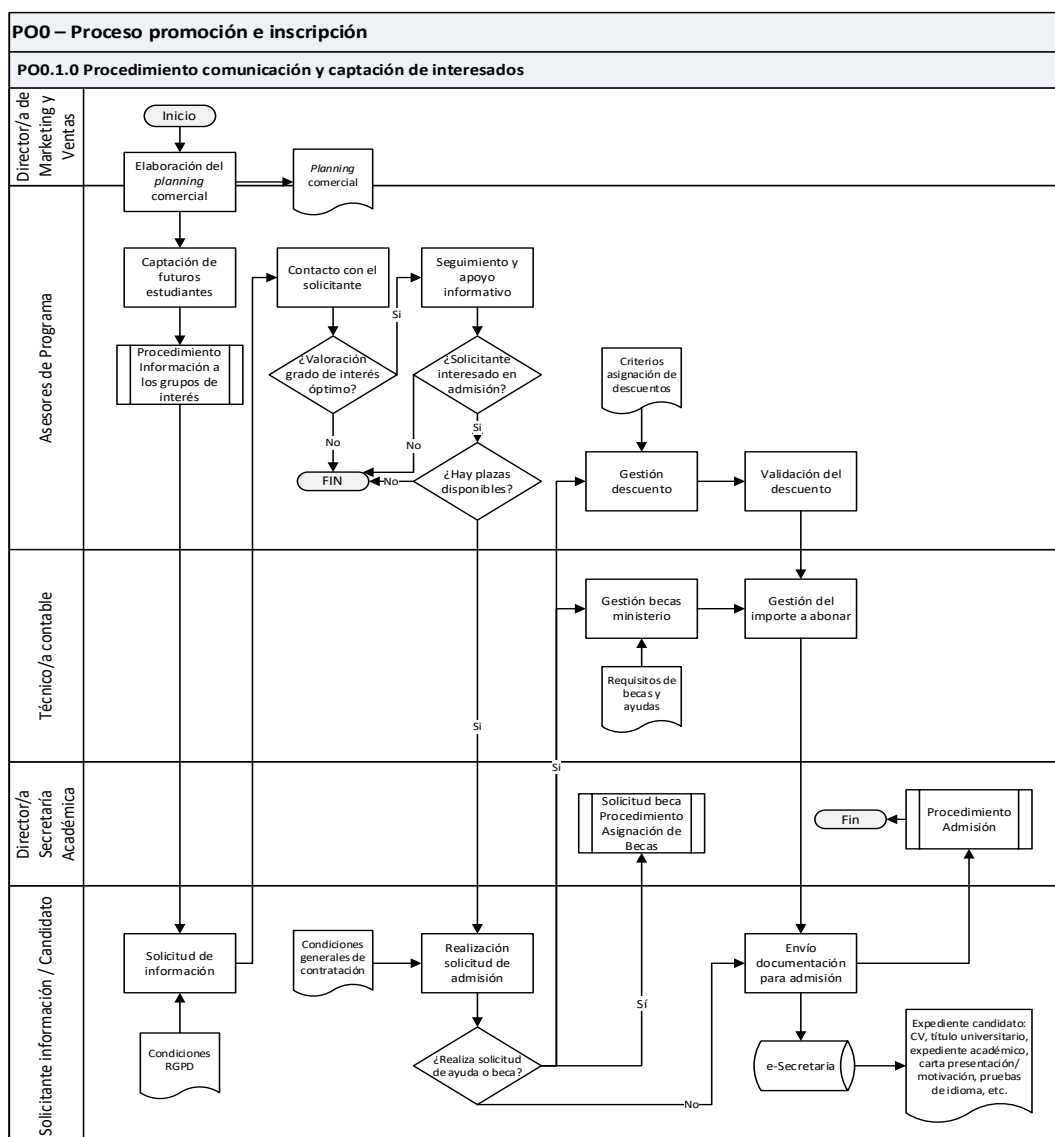 PO0 – Proceso promoción e inscripción
PO0.1.0 Procedimiento comunicación y captación de interesados
Director/a de
Marketing y
Ventas
Inicio
Elaboración del
planning
comercial
Planning
comercial
Asesores de Programa
Captación de
futuros
estudiantes
Procedimiento
Información a
los grupos de
interés
Contacto con el
solicitante
¿Valoración
grado de interés
óptimo?
Si
No
Seguimiento y
apoyo
informativo
¿Solicitante
interesado en
admisión?
Si
No
FIN
No
¿Hay plazas
disponibles?
Criterios
asignación de
descuentos
Gestión
descuento
Validación del
descuento
Técnico/a contable
Gestión becas
ministerio
Gestión del
importe a abonar
Requisitos de
becas y
ayudas
Si
Si
Director/a
Secretaría
Académica
Solicitud beca
Procedimiento
Asignación de
Becas
Fin
Procedimiento
Admisión
Solicitante información / Candidato
Solicitud de
información
Condiciones
RGPD
Condiciones
generales de
contratación
Realización
solicitud de
admisión
¿Realiza solicitud
de ayuda o beca?
Sí
No
Envío
documentación
para admisión
e-Secretaria
Expediente candidato:
CV, título universitario,
expediente académico,
carta presentación/
motivación, pruebas
de idioma, etc.